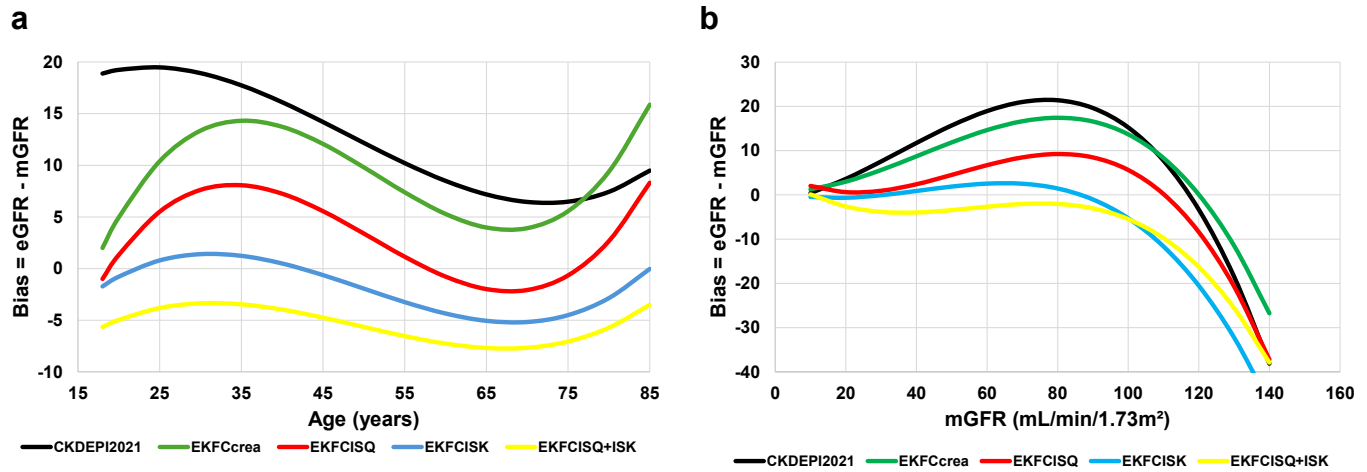 a
20
15
10
5
0
-5
-10
Bias = eGFR - mGFR
15 25 35 45 55 65 75 85
Age (years)
CKDEPI2021 EKFCcrea EKFCISQ EKFCISK EKFCISQ+ISK
b
30
20
10
0
-10
-20
-30
-40
Bias = eGFR - mGFR
0 20 40 60 80 100 120 140 160
mGFR (mL/min/1.73m²)
CKDEPI2021 EKFCcrea EKFCISQ EKFCISK EKFCISQ+ISK